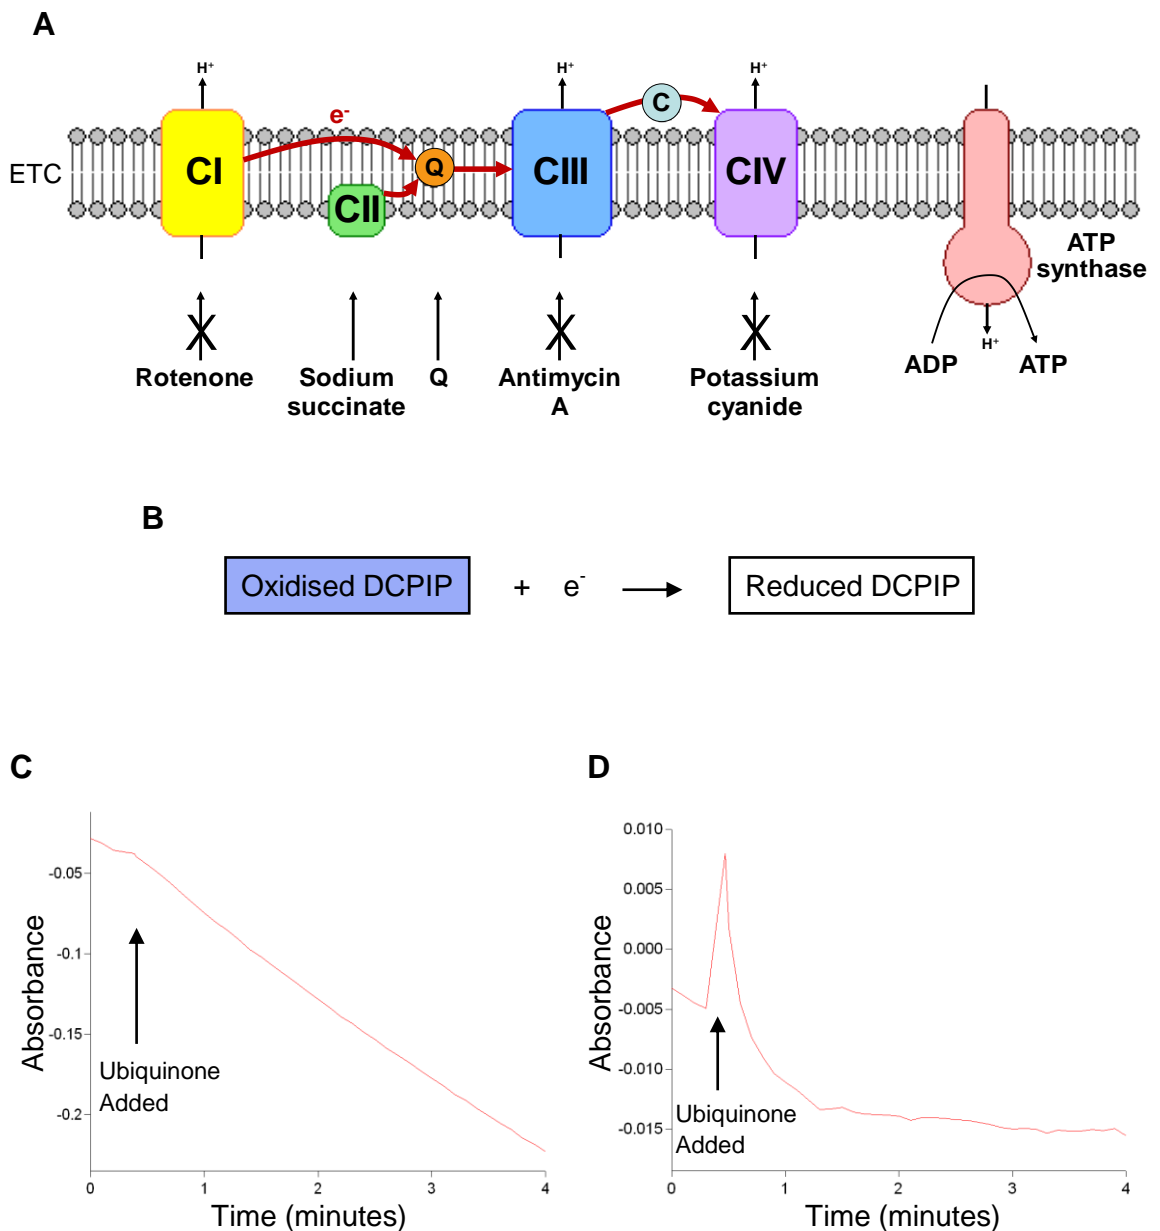 A
H⁺
H⁺
H⁺
e⁻
C
ETC
CI
CII
Q
CIII
CIV
ATP
synthase
X
X
X
H⁺
ADP
ATP
Rotenone
Sodium
succinate
Q
Antimycin
A
Potassium
cyanide
B
Oxidised DCPIP + e⁻ Reduced DCPIP
C
Absorbance
-0.05
-0.1
-0.15
-0.2
Ubiquinone
Added
0 1 2 3 4
Time (minutes)
D
Absorbance
0.010
0.005
0.000
-0.005
-0.010
-0.015
Ubiquinone
Added
0 1 2 3 4
Time (minutes)